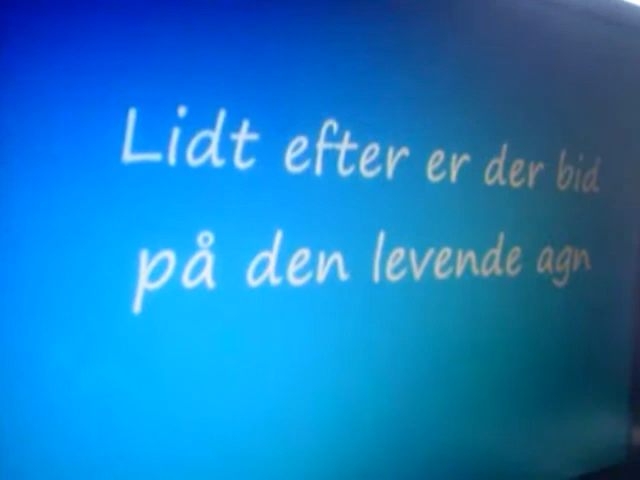 Lidt efter er der bid
på den levende agn